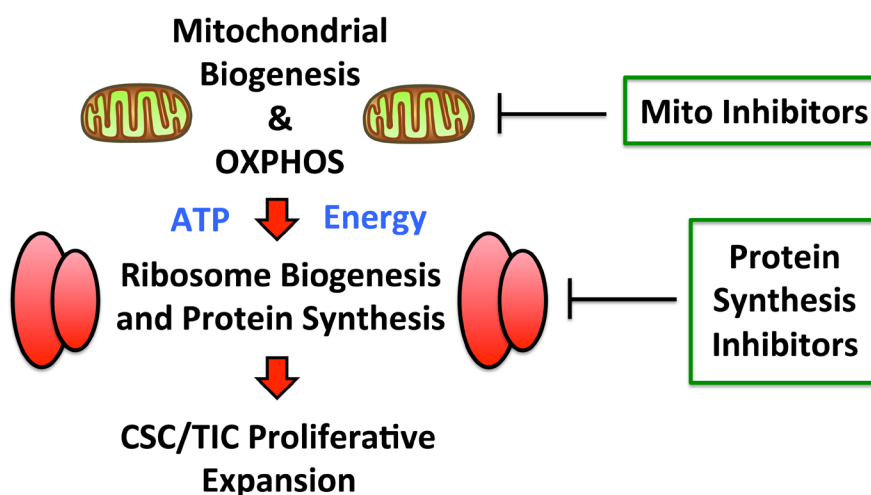 Mitochondrial
Biogenesis
&
OXPHOS
Mito Inhibitors
ATP Energy
Ribosome Biogenesis
and Protein Synthesis
Protein
Synthesis
Inhibitors
CSC/TIC Proliferative
Expansion